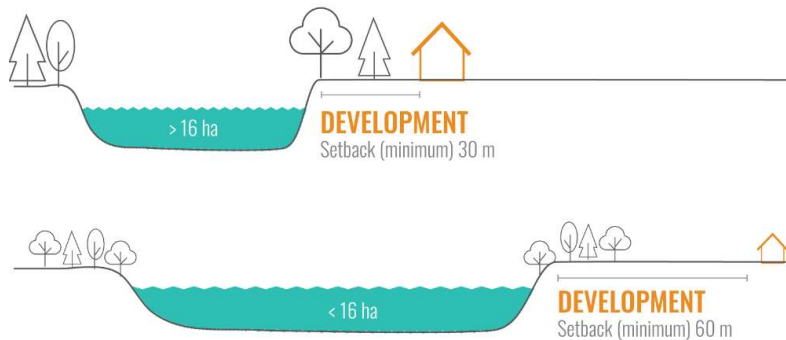 > 16 ha
DEVELOPMENT
Setback (minimum) 30 m
< 16 ha
DEVELOPMENT
Setback (minimum) 60 m